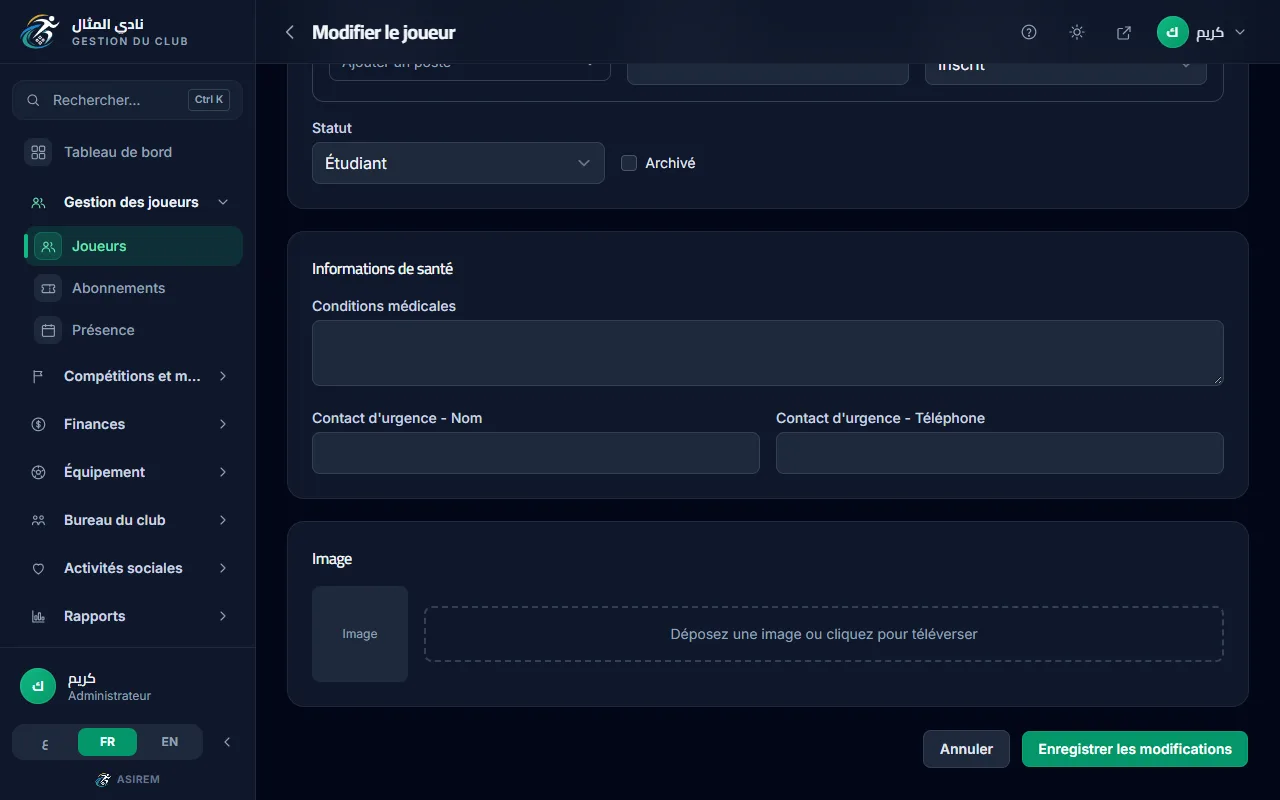 نادي المثال
GESTION DU CLUB
Rechercher...
Ctrl K
Tableau de bord
Gestion des joueurs
Joueurs
Abonnements
Présence
Compétitions et m...
Finances
Équipement
Bureau du club
Activités sociales
Rapports
ك
كريم
Administrateur
ع
FR
EN
ASIREM
Modifier le joueur
ك
كريم
Ajouter un poste
Inscrit
Statut
Étudiant
Archivé
Informations de santé
Conditions médicales
Contact d'urgence - Nom
Contact d'urgence - Téléphone
Image
Image
Déposez une image ou cliquez pour téléverser
Annuler
Enregistrer les modifications